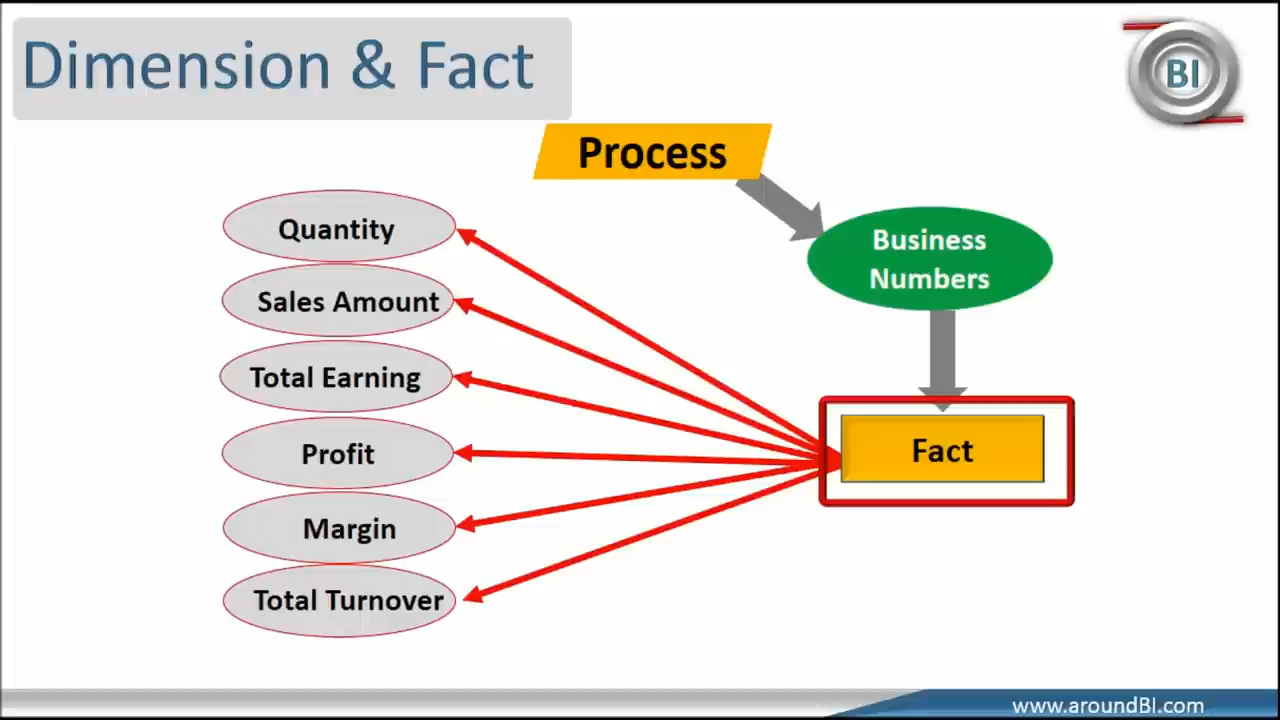 Dimension & Fact
BI
Process
Business
Numbers
Quantity
Sales Amount
Total Earning
Profit
Margin
Total Turnover
Fact
www.aroundBI.com